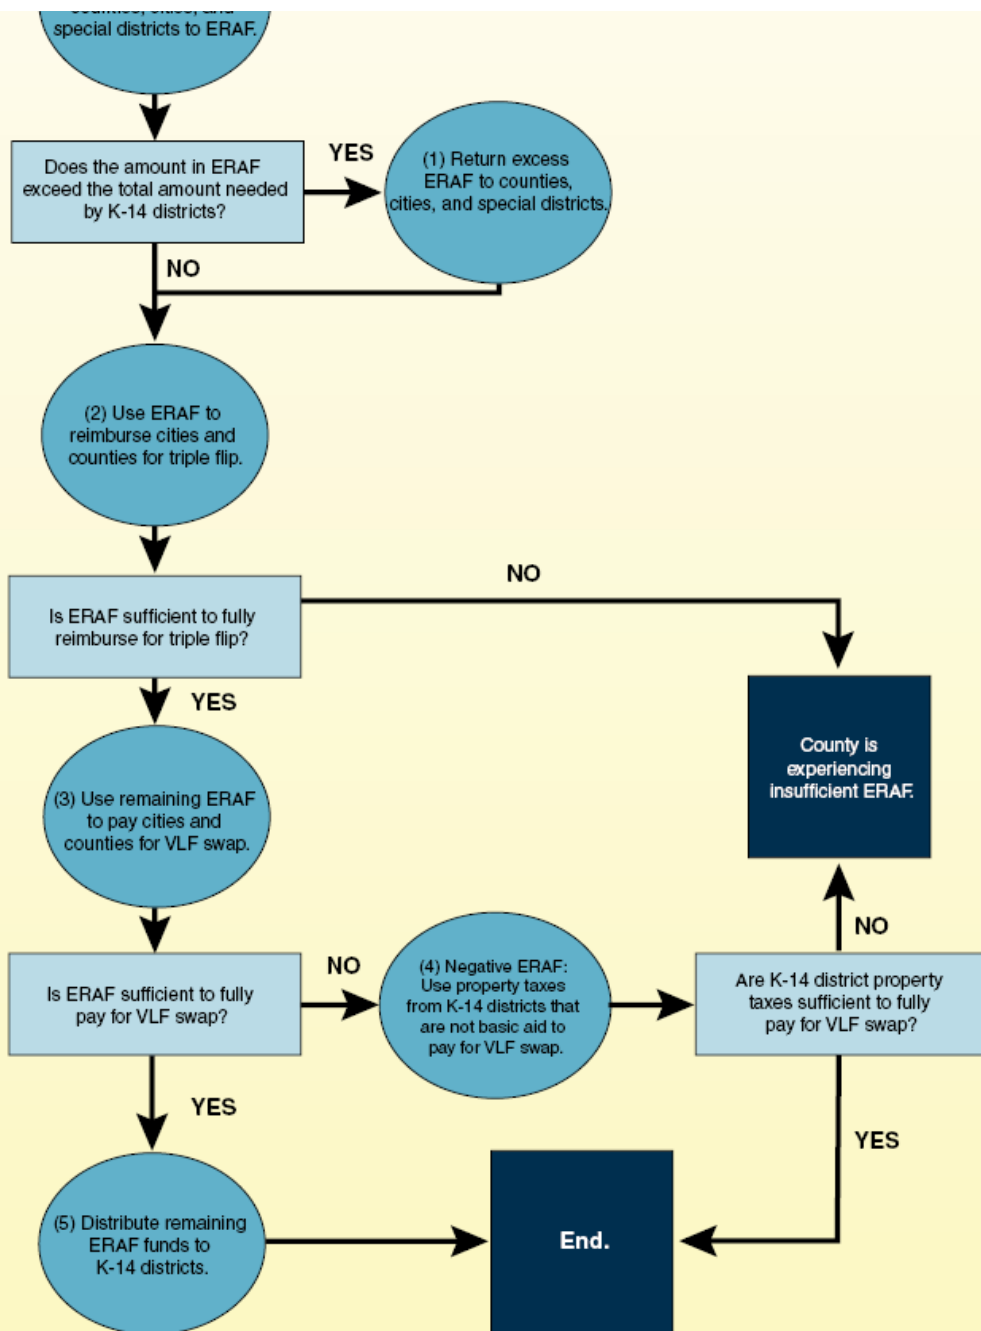 special districts to ERAF.
Does the amount in ERAF
exceed the total amount needed
by K-14 districts?
YES
(1) Return excess
ERAF to counties,
cities, and special districts.
NO
(2) Use ERAF to
reimburse cities and
counties for triple flip.
Is ERAF sufficient to fully
reimburse for triple flip?
NO
YES
County is
experiencing
insufficient ERAF.
(3) Use remaining ERAF
to pay cities and
counties for VLF swap.
NO
Is ERAF sufficient to fully
pay for VLF swap?
NO
(4) Negative ERAF:
Use property taxes
from K-14 districts that
are not basic aid to
pay for VLF swap.
Are K-14 district property
taxes sufficient to fully
pay for VLF swap?
YES
YES
(5) Distribute remaining
ERAF funds to
K-14 districts.
End.